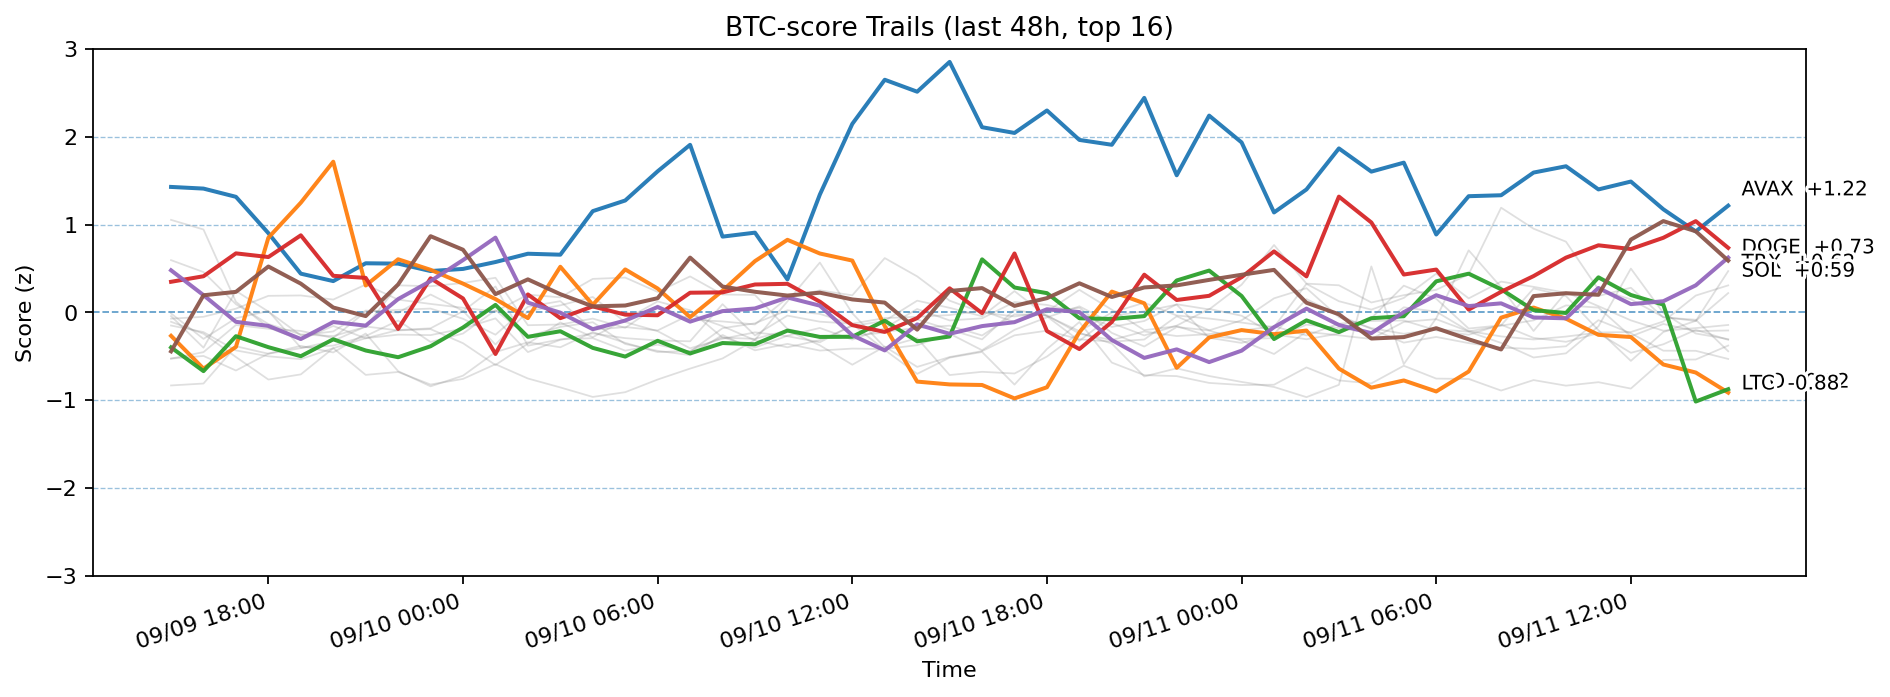 BTC-score Trails (last 48h, top 16)
Score (z)
3
2
1
0
−1
−2
−3
AVAX +1.22
DOGE +0.73
SOL +0.59
LTC -0.88
09/09 18:00
09/10 00:00
09/10 06:00
09/10 12:00
09/10 18:00
09/11 00:00
09/11 06:00
09/11 12:00
Time